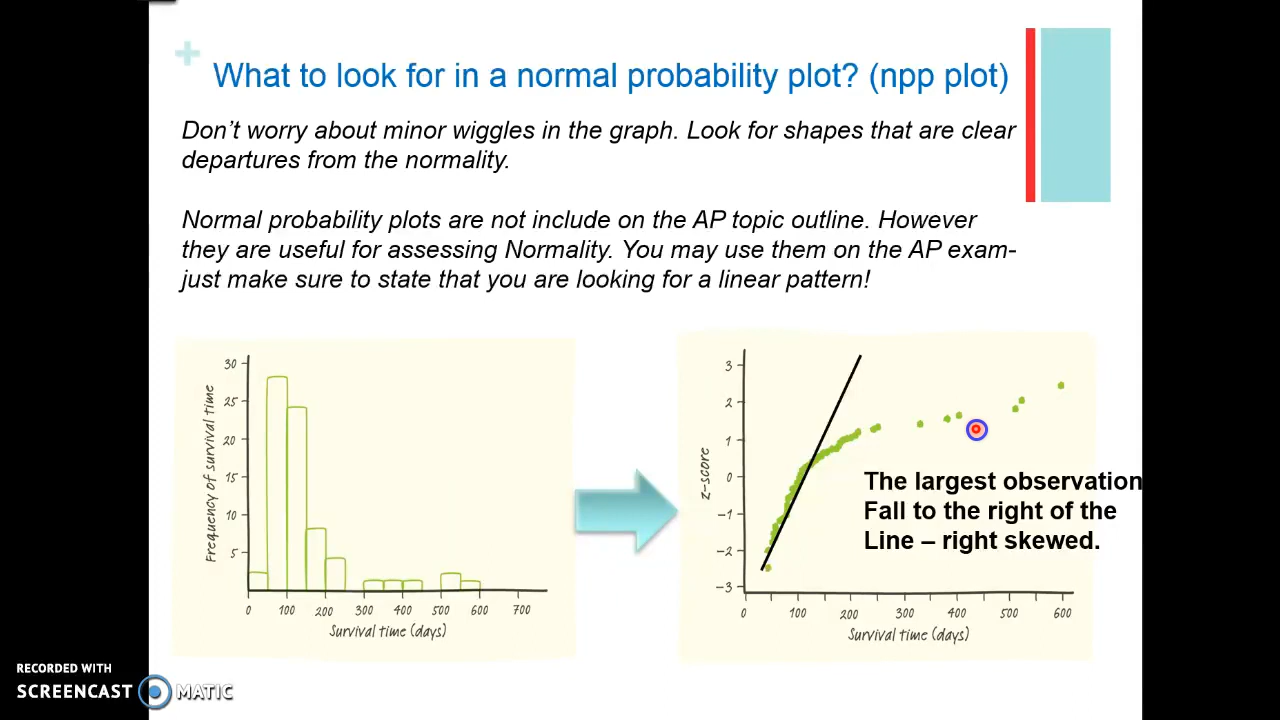 What to look for in a normal probability plot? (npp plot)
Don't worry about minor wiggles in the graph. Look for shapes that are clear
departures from the normality.
Normal probability plots are not include on the AP topic outline. However
they are useful for assessing Normality. You may use them on the AP exam-
just make sure to state that you are looking for a linear pattern!
Frequency of survival time
30
25
20
15
10
5
0 100 200 300 400 500 600 700
Survival time (days)
z-score
3
2
1
0
-1
-2
-3
0 100 200 300 400 500 600
Survival time (days)
The largest observation
Fall to the right of the
Line – right skewed.
RECORDED WITH
SCREENCAST MATIC